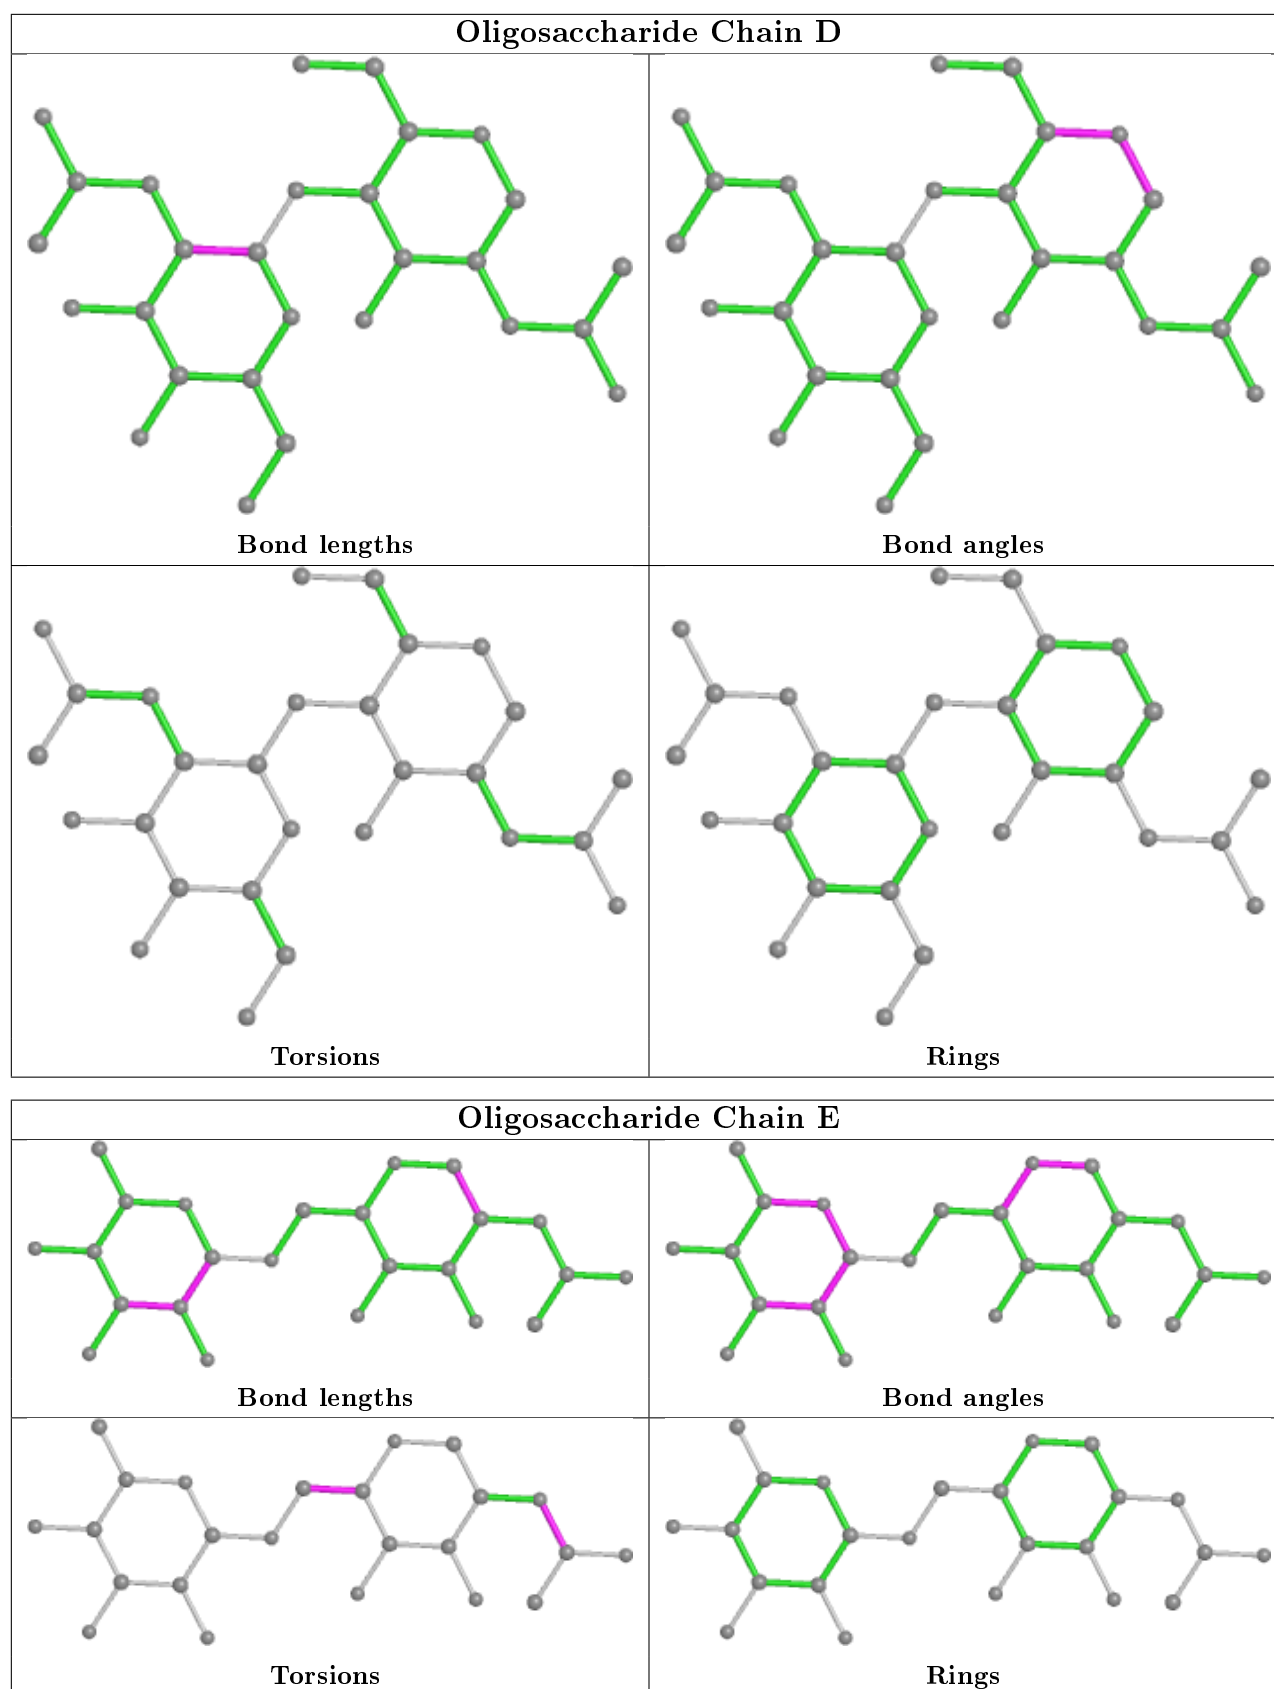 Oligosaccharide Chain D
Bond lengths
Bond angles
Torsions
Rings
Oligosaccharide Chain E
Bond lengths
Bond angles
Torsions
Rings